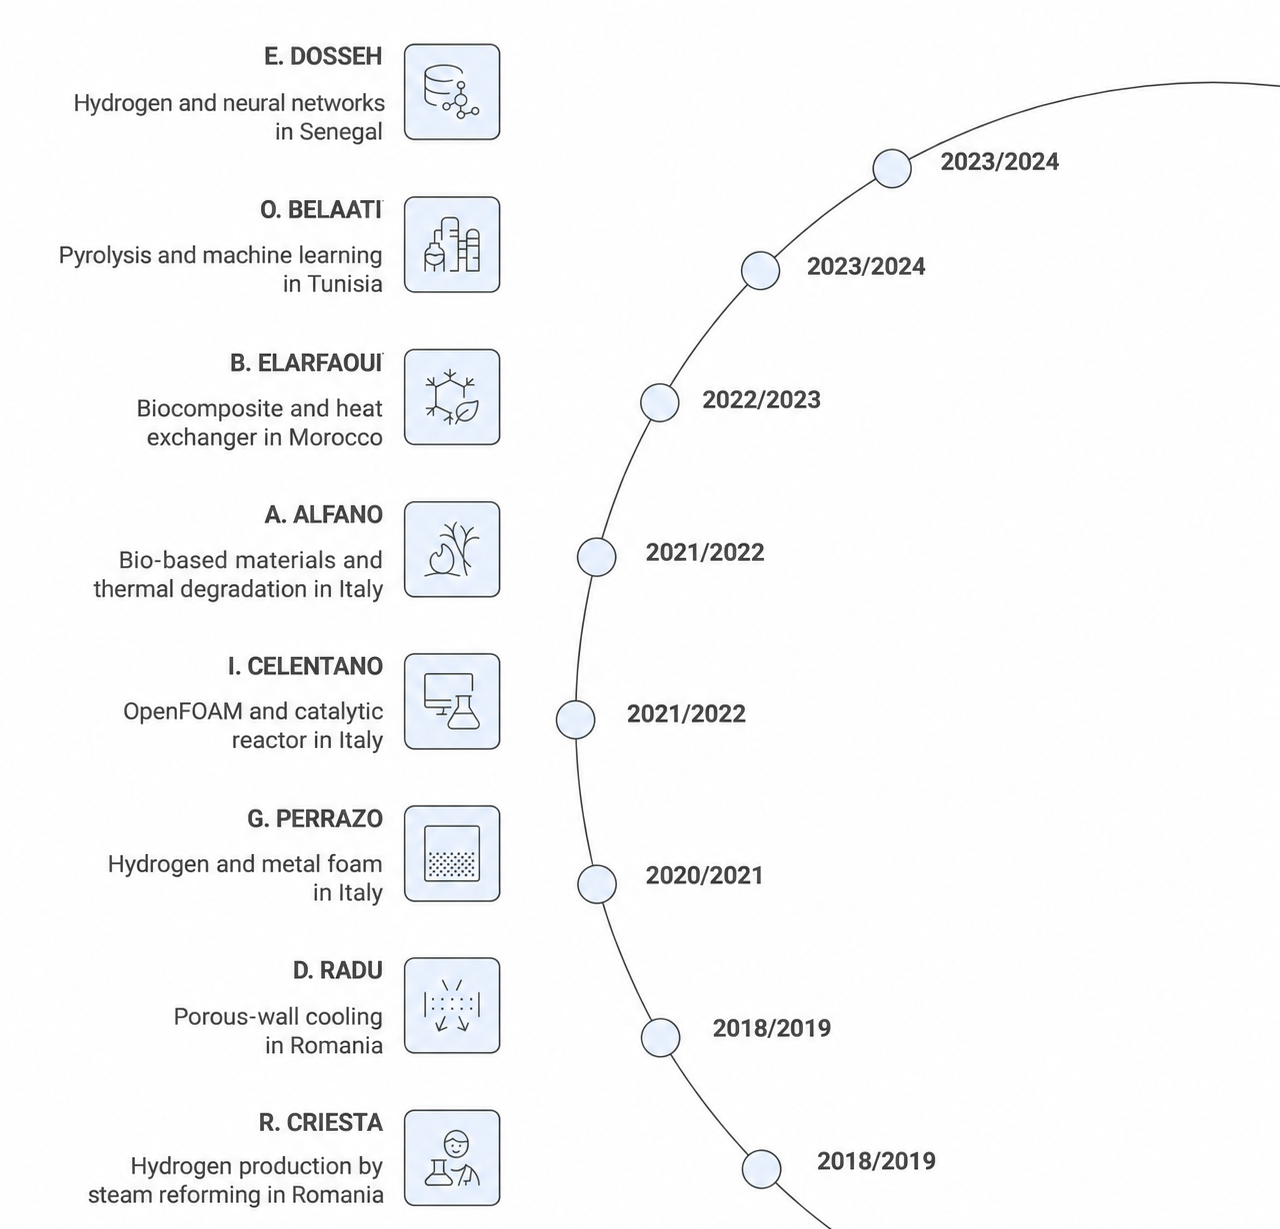 E. DOSSEH
Hydrogen and neural networks
in Senegal
2023/2024
O. BELAATI
Pyrolysis and machine learning
in Tunisia
2023/2024
B. ELARFAOUI
Biocomposite and heat
exchanger in Morocco
2022/2023
A. ALFANO
Bio-based materials and
thermal degradation in Italy
2021/2022
I. CELENTANO
OpenFOAM and catalytic
reactor in Italy
2021/2022
G. PERRAZO
Hydrogen and metal foam
in Italy
2020/2021
D. RADU
Porous-wall cooling
in Romania
2018/2019
R. CRIESTA
Hydrogen production by
steam reforming in Romania
2018/2019